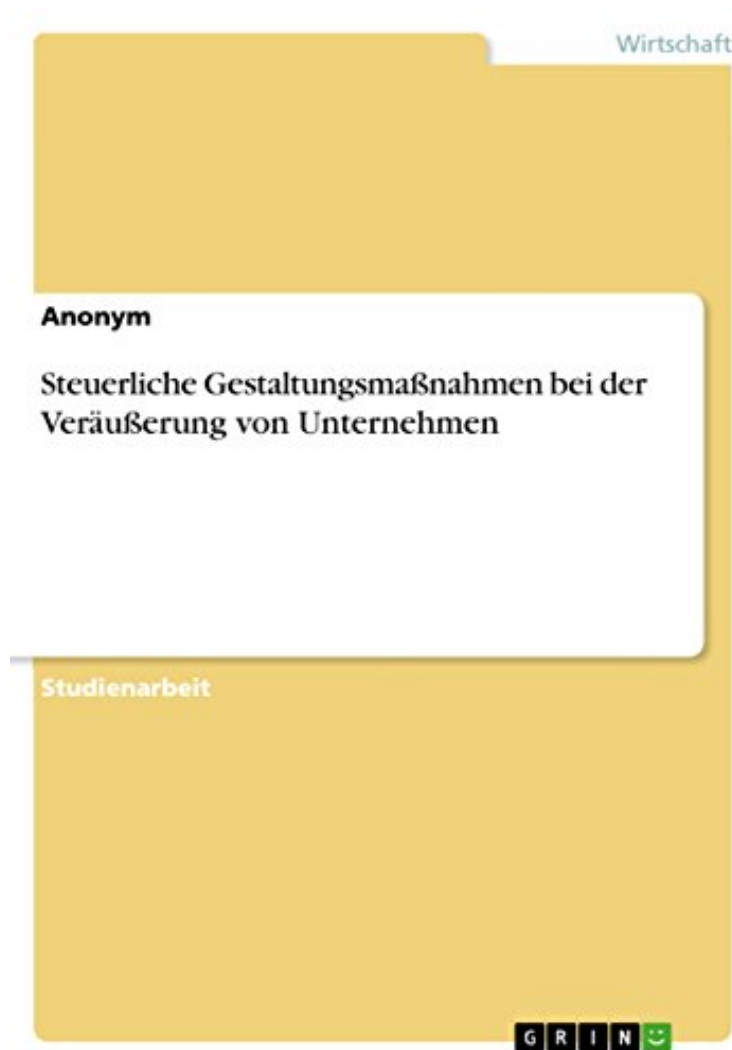 Wirtschaft
Anonym
Steuerliche Gestaltungsmaßnahmen bei der
Veräußerung von Unternehmen
Studienarbeit
GRIN